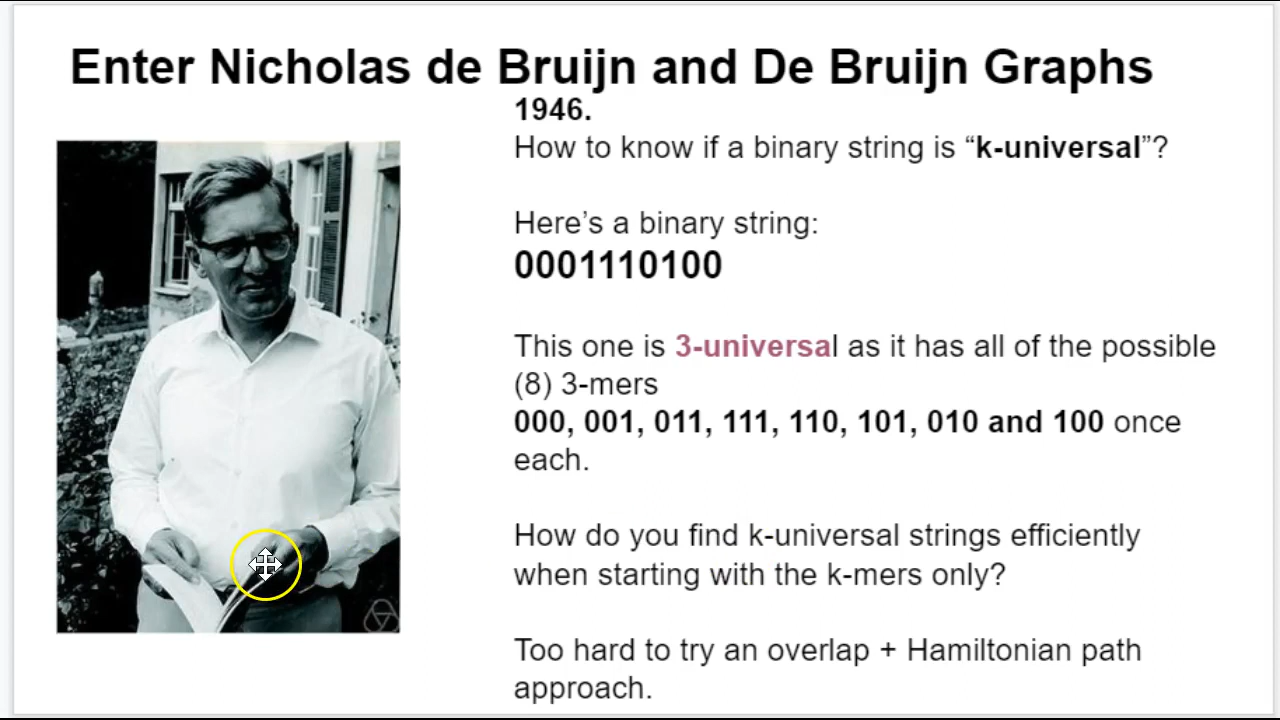 Enter Nicholas de Bruijn and De Bruijn Graphs
1946.
How to know if a binary string is “k-universal”?
Here’s a binary string:
0001110100
This one is 3-universal as it has all of the possible
(8) 3-mers
000, 001, 011, 111, 110, 101, 010 and 100 once
each.
How do you find k-universal strings efficiently
when starting with the k-mers only?
Too hard to try an overlap + Hamiltonian path
approach.